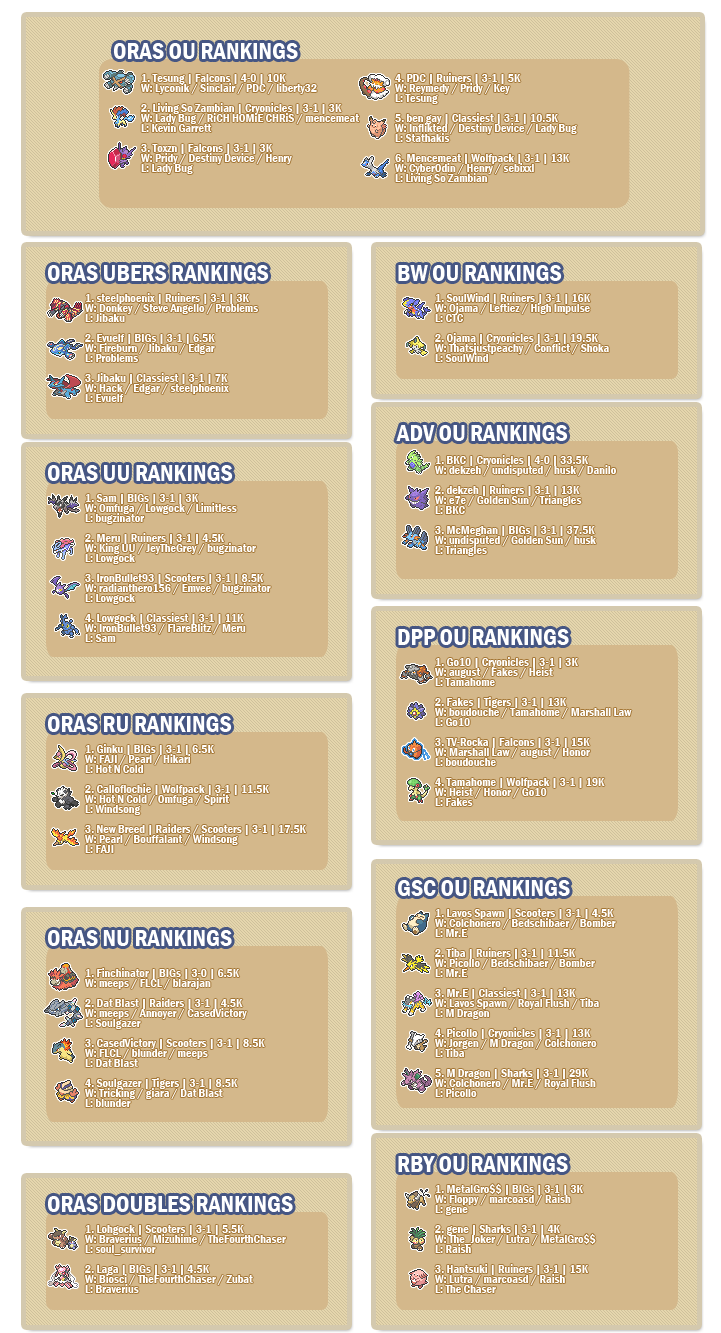 ORAS OU RANKINGS
1. Tesung | Falcons | 4-0 | 10K
W: Lyconik / Sinclair / PDC / liberty32
2. Living So Zambian | Cryonicles | 3-1 | 3K
W: Lady Bug / RiCH HOMiE CHRiS / mencemeat
L: Kevin Garrett
3. Toxzn | Falcons | 3-1 | 3K
W: Pridy / Destiny Device / Henry
L: Lady Bug
4. PDC | Ruiners | 3-1 | 5K
W: Reymedy / Pridy / Key
L: Tesung
5. ben gay | Classiest | 3-1 | 10.5K
W: Inflikted / Destiny Device / Lady Bug
L: Stathakis
6. Mencemeat | Wolfpack | 3-1 | 13K
W: CyberOdin / Henry / sebixxl
L: Living So Zambian
ORAS UBERS RANKINGS
1. steelphoenix | Ruiners | 3-1 | 3K
W: Donkey / Steve Angello / Problems
L: Jibaku
2. Evuelf | BIGs | 3-1 | 6.5K
W: Fireburn / Jibaku / Edgar
L: Problems
3. Jibaku | Classiest | 3-1 | 7K
W: Hack / Edgar / steelphoenix
L: Evuelf
ORAS UU RANKINGS
1. Sam | BIGs | 3-1 | 3K
W: Omfuga / Lowgock / Limitless
L: bugzinator
2. Meru | Ruiners | 3-1 | 4.5K
W: King UU / JeyTheGrey / bugzinator
L: Lowgock
3. IronBullet93 | Scooters | 3-1 | 8.5K
W: radianthero156 / Emvee / bugzinator
L: Lowgock
4. Lowgock | Classiest | 3-1 | 11K
W: IronBullet93 / FlareBlitz / Meru
L: Sam
ORAS RU RANKINGS
1. Ginku | BIGs | 3-1 | 6.5K
W: FAJI / Pearl / Hikari
L: Hot N Cold
2. Calloflochie | Wolfpack | 3-1 | 11.5K
W: Hot N Cold / Omfuga / Spirit
L: Windsong
3. New Breed | Raiders / Scooters | 3-1 | 17.5K
W: Pearl / Bouffalant / Windsong
L: FAJI
ORAS NU RANKINGS
1. Finchinator | BIGs | 3-0 | 6.5K
W: meeps / FLCL / blarajan
2. Dat Blast | Raiders | 3-1 | 4.5K
W: meeps / Annoyer / CasedVictory
L: Soulgazer
3. CasedVictory | Scooters | 3-1 | 8.5K
W: FLCL / blunder / meeps
L: Dat Blast
4. Soulgazer | Tigers | 3-1 | 8.5K
W: Tricking / giara / Dat Blast
L: blunder
ORAS DOUBLES RANKINGS
1. Lohgock | Scooters | 3-1 | 5.5K
W: Braverius / Mizuhime / TheFourthChaser
L: soul_survivor
2. Laga | BIGs | 3-1 | 4.5K
W: Biosci / TheFourthChaser / Zubat
L: Braverius
BW OU RANKINGS
1. SoulWind | Ruiners | 3-1 | 16K
W: Ojama / Leftiez / High Impulse
L: CTC
2. Ojama | Cryonicles | 3-1 | 19.5K
W: Thatsjustpeachy / Conflict / Shoka
L: SoulWind
ADV OU RANKINGS
1. BKC | Cryonicles | 4-0 | 33.5K
W: dekzeh / undisputed / husk / Danilo
2. dekzeh | Ruiners | 3-1 | 13K
W: e7e / Golden Sun / Triangles
L: BKC
3. McMeghan | BIGs | 3-1 | 37.5K
W: undisputed / Golden Sun / husk
L: Triangles
DPP OU RANKINGS
1. Go10 | Cryonicles | 3-1 | 3K
W: august / Fakes / Heist
L: Tamahome
2. Fakes | Tigers | 3-1 | 13K
W: boudouche / Tamahome / Marshall Law
L: Go10
3. TV-Rocka | Falcons | 3-1 | 15K
W: Marshall Law / august / Honor
L: boudouche
4. Tamahome | Wolfpack | 3-1 | 19K
W: Heist / Honor / Go10
L: Fakes
GSC OU RANKINGS
1. Lavos Spawn | Scooters | 3-1 | 4.5K
W: Colchonero / Bedschibaer / Bomber
L: Mr.E
2. Tiba | Ruiners | 3-1 | 11.5K
W: Picollo / Bedschibaer / Bomber
L: Mr.E
3. Mr.E | Classiest | 3-1 | 13K
W: Lavos Spawn / Royal Flush / Tiba
L: M Dragon
4. Picollo | Cryonicles | 3-1 | 13K
W: Jorgen / M Dragon / Colchonero
L: Tiba
5. M Dragon | Sharks | 3-1 | 29K
W: Colchonero / Mr.E / Royal Flush
L: Picollo
RBY OU RANKINGS
1. MetalGro$$ | BIGs | 3-1 | 3K
W: Floppy / marcoasd / Raish
L: gene
2. gene | Sharks | 3-1 | 4K
W: The_Joker / Lutra / MetalGro$$
L: Raish
3. Hantsuki | Ruiners | 3-1 | 15K
W: Lutra / marcoasd / Raish
L: The Chaser